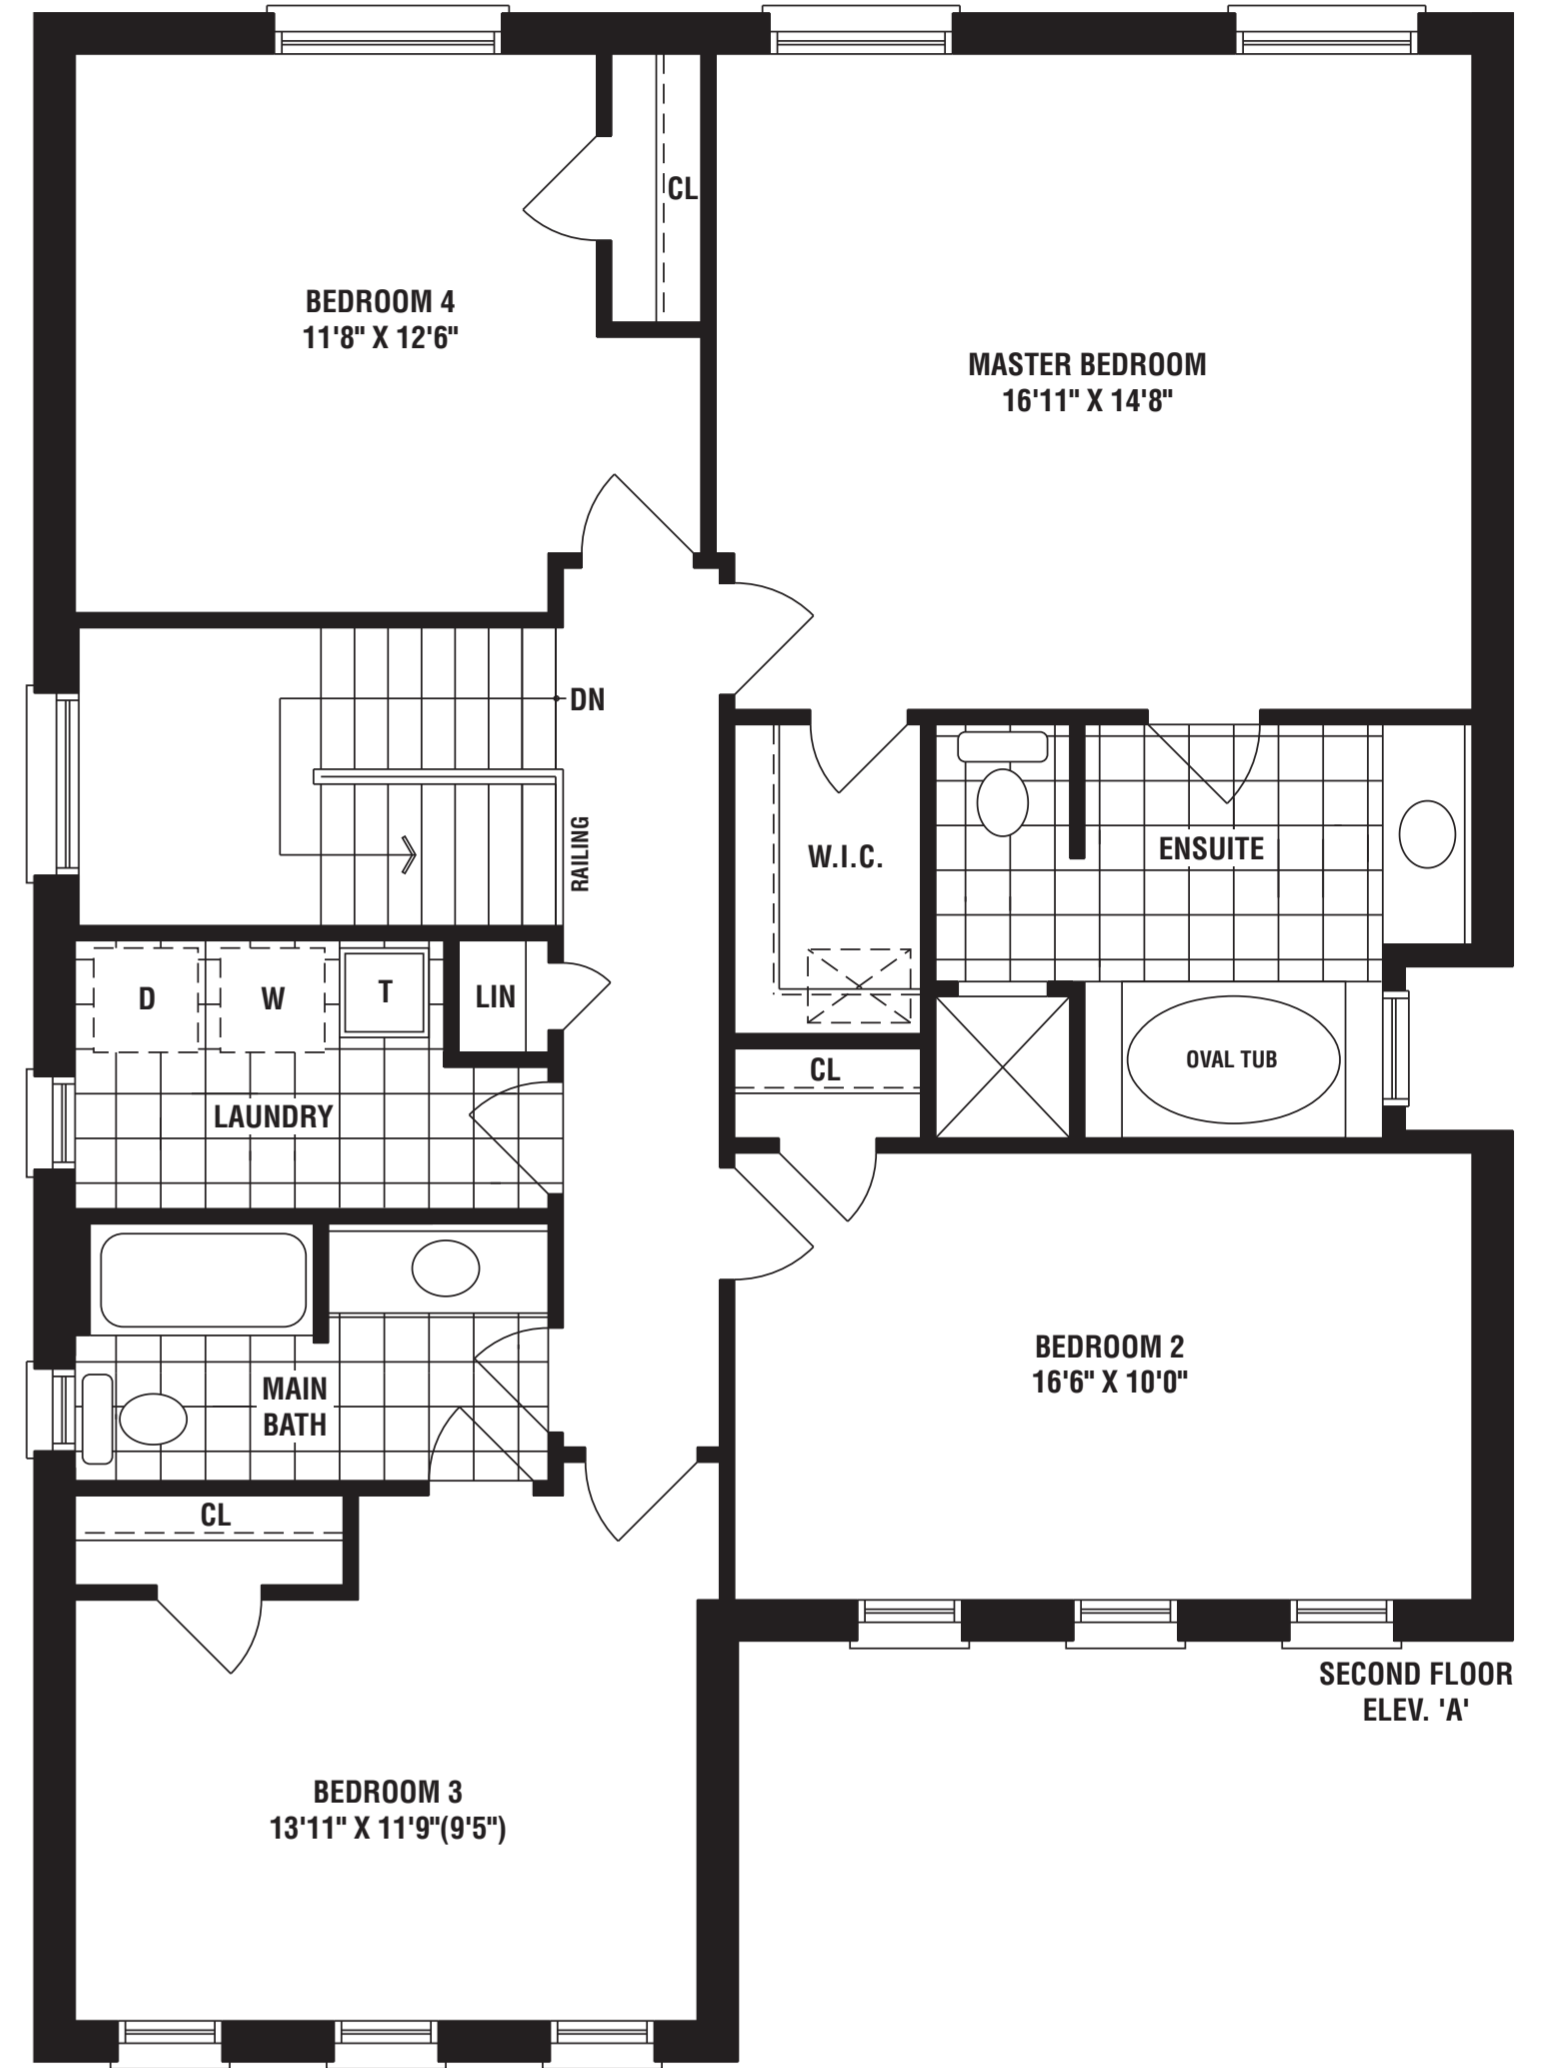 CL
BEDROOM 4
11'8" X 12'6"
MASTER BEDROOM
16'11" X 14'8"
DN
RAILING
W.I.C.
ENSUITE
D
W
T
LIN
OVAL TUB
CL
LAUNDRY
BEDROOM 2
16'6" X 10'0"
MAIN
BATH
CL
SECOND FLOOR
ELEV. 'A'
BEDROOM 3
13'11" X 11'9"(9'5")